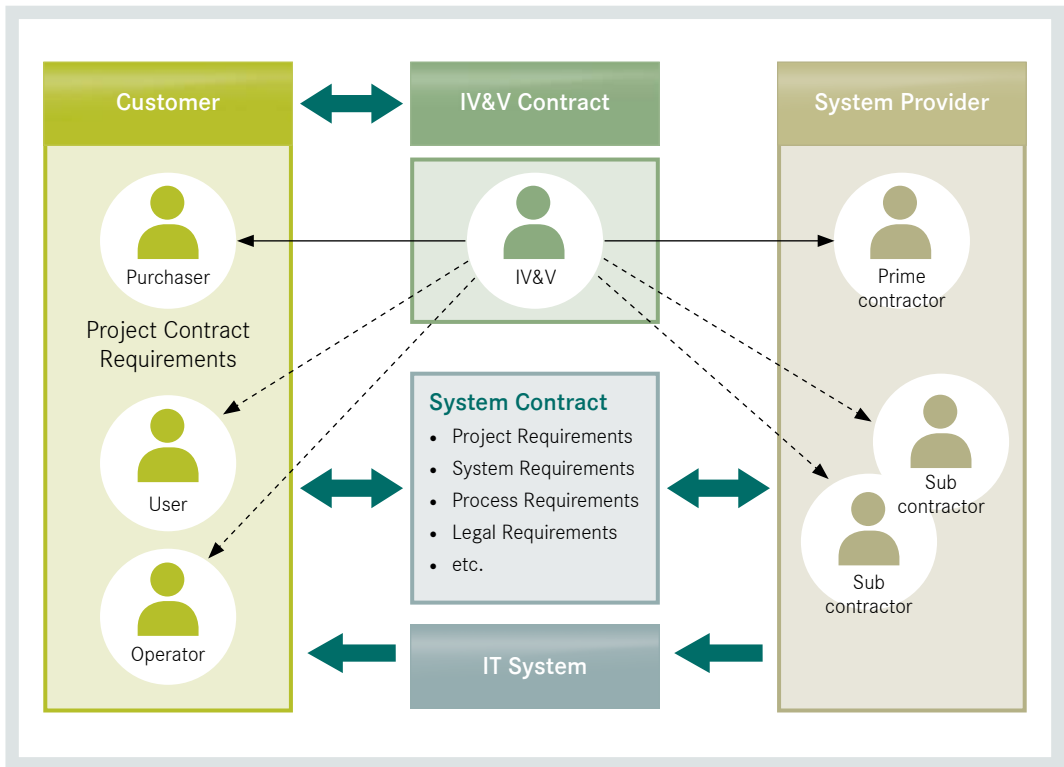 Customer
IV&V Contract
System Provider
Purchaser
IV&V
Prime
contractor
Project Contract
Requirements
User
Operator
System Contract
• Project Requirements
• System Requirements
• Process Requirements
• Legal Requirements
• etc.
Sub
contractor
Sub
contractor
IT System